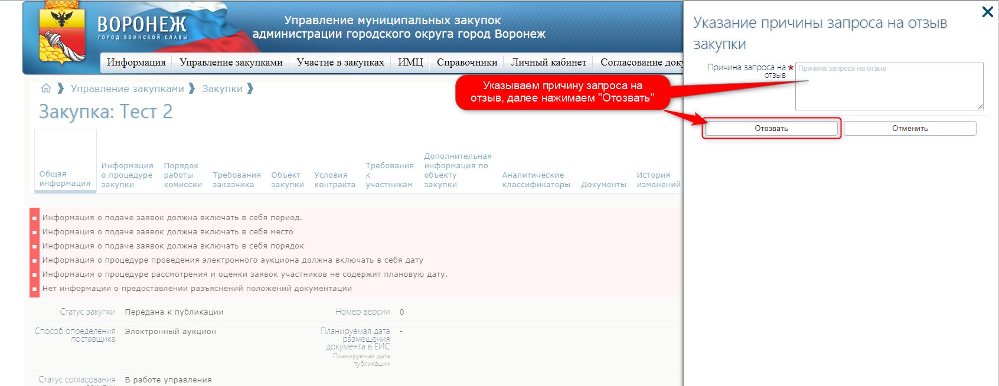 ВОРОНЕЖ
ГОРОД ВОИНСКОЙ СЛАВЫ
Управление муниципальных закупок
администрации городского округа город Воронеж
Информация
Управление закупками
Участие в закупках
ИМЦ
Справочники
Личный кабинет
Согласование
Управление закупками
Закупки
Закупка: Тест 2
Общая
информация
Информация
о процедуре
закупки
Порядок
работы
комиссии
Требования
заказчика
Объект
закупки
Условия
контракта
Требования
к
участникам
Дополнительная
информация по
объекту
закупки
Аналитические
классификаторы
Документы
История
изменений
Информация о подаче заявок должна включать в себя период.
Информация о подаче заявок должна включать в себя место
Информация о подаче заявок должна включать в себя порядок
Информация о процедуре проведения электронного аукциона должна включать в себя дату
Информация о процедуре рассмотрения и оценки заявок участников не содержит плановую дату.
Нет информации о предоставлении разъяснений положений документации
Статус закупки Передана к публикации
Номер версии 0
Способ определения
поставщика
Электронный аукцион
Планируемая дата
размещения
документа в ЕИС
-
Планируемая дата
публикации
Статус согласования
В работе управления
Указание причины запроса на отзыв
закупки
Причина запроса на *
отзыв
Причина запроса на отзыв
Указываем причину запроса на
отзыв, далее нажимаем "Отозвать"
Отозвать
Отменить